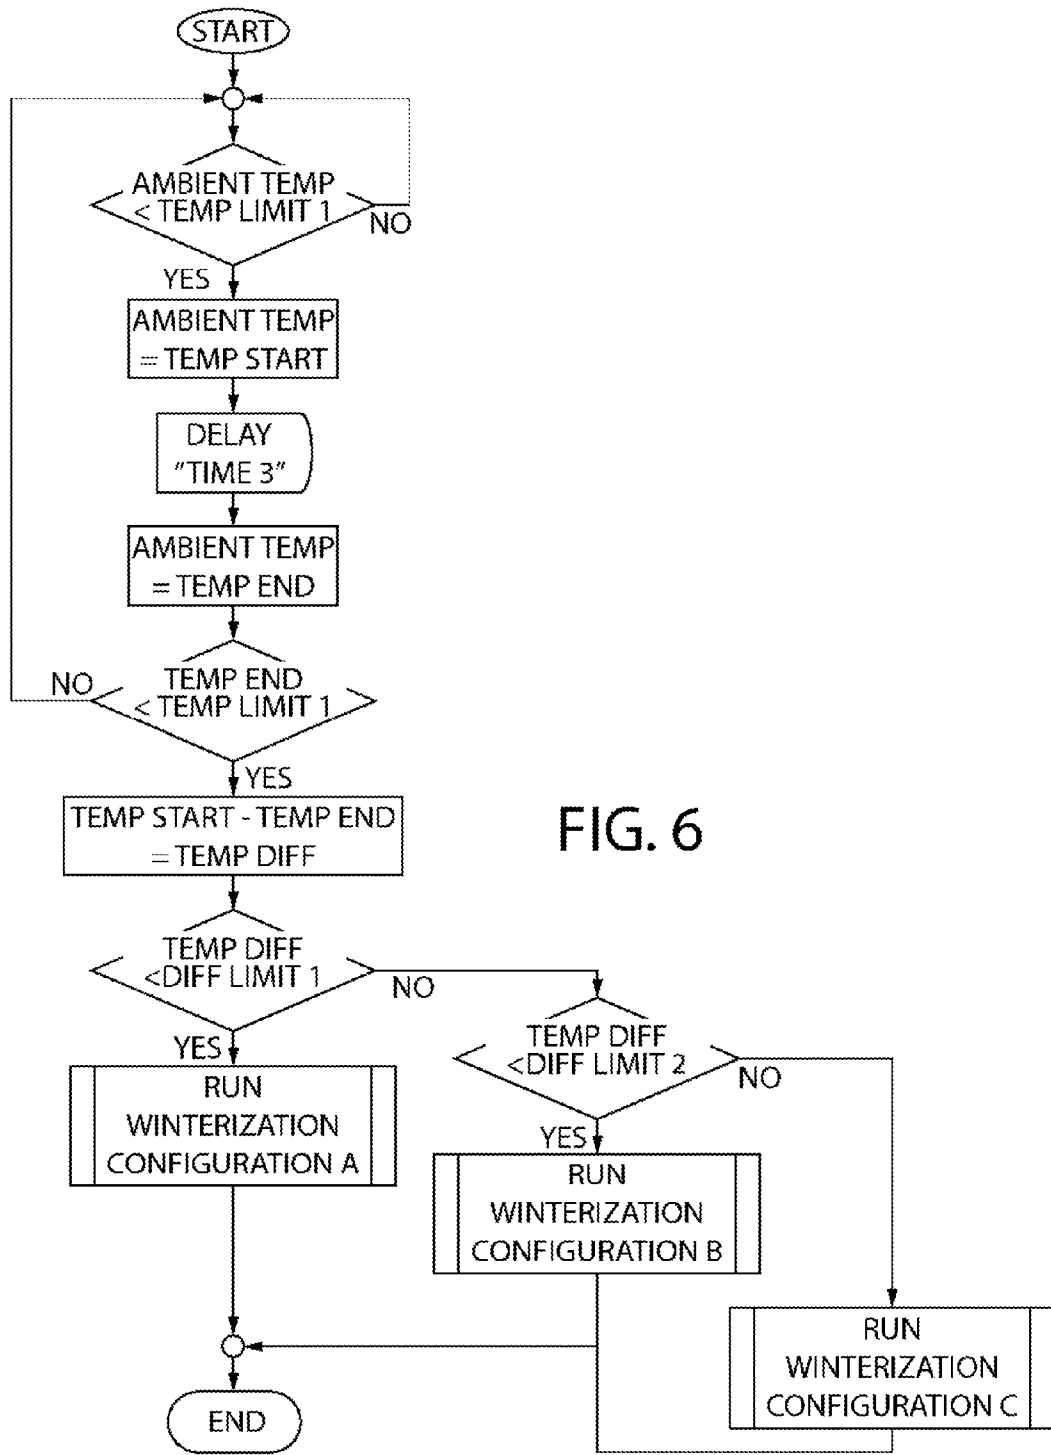 START
AMBIENT TEMP
< TEMP LIMIT 1
NO
YES
AMBIENT TEMP
= TEMP START
DELAY
"TIME 3"
AMBIENT TEMP
= TEMP END
TEMP END
< TEMP LIMIT 1
NO
YES
TEMP START - TEMP END
= TEMP DIFF
FIG. 6
TEMP DIFF
<DIFF LIMIT 1
NO
YES
TEMP DIFF
<DIFF LIMIT 2
NO
YES
RUN
WINTERIZATION
CONFIGURATION A
RUN
WINTERIZATION
CONFIGURATION B
RUN
WINTERIZATION
CONFIGURATION C
END